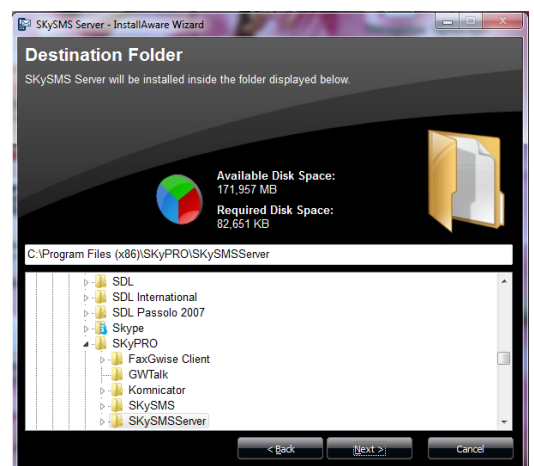 SKySMS Server - InstallAware Wizard
Destination Folder
SKySMS Server will be installed inside the folder displayed below.
Available Disk Space:
171,957 MB
Required Disk Space:
82,651 KB
C:\Program Files (x86)\SKyPRO\SKySMSServer
SDL
SDL International
SDL Passolo 2007
Skype
SKyPRO
FaxGwise Client
GWTalk
Komnicator
SKySMS
SKySMSServer
< Back Next > Cancel